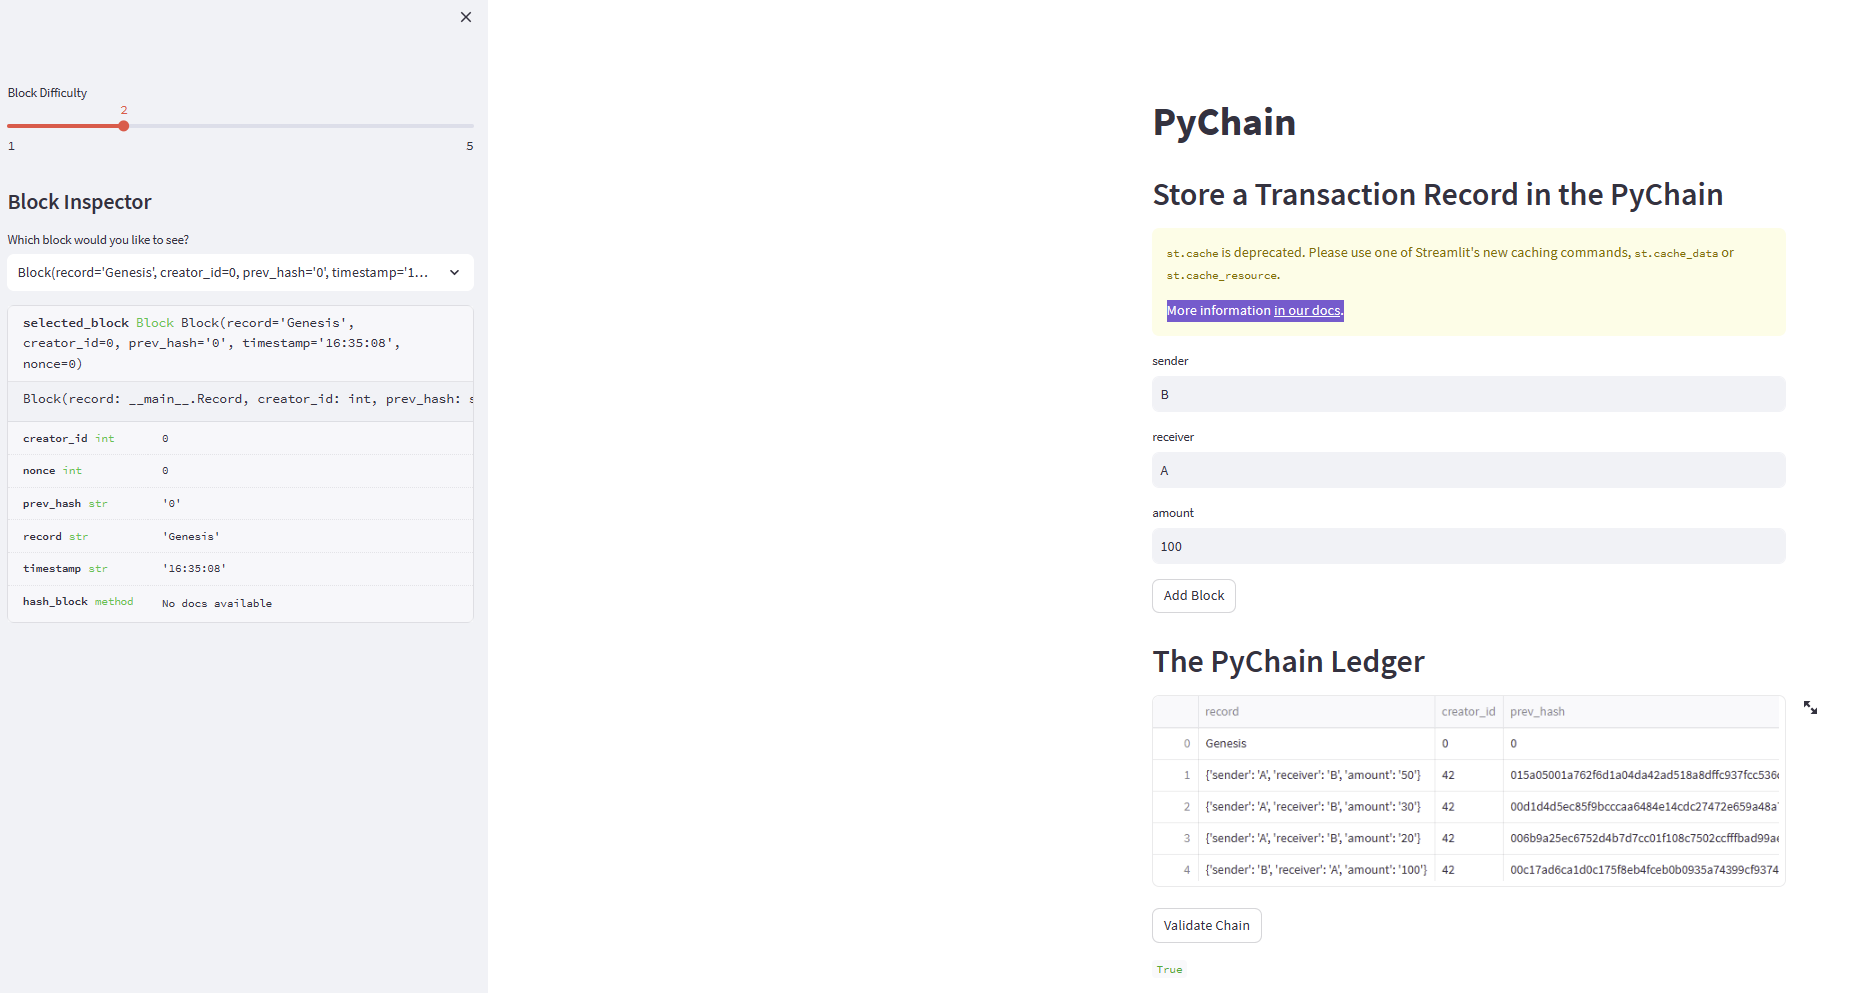 Block Difficulty
2
1 5
Block Inspector
Which block would you like to see?
Block(record='Genesis', creator_id=0, prev_hash='0', timestamp='1...
selected_block Block Block(record='Genesis',
creator_id=0, prev_hash='0', timestamp='16:35:08',
nonce=0)
Block(record: __main__.Record, creator_id: int, prev_hash: s
creator_id int 0
nonce int 0
prev_hash str '0'
record str 'Genesis'
timestamp str '16:35:08'
hash_block method No docs available
PyChain
Store a Transaction Record in the PyChain
st.cache is deprecated. Please use one of Streamlit's new caching commands, st.cache_data or
st.cache_resource.
More information in our docs.
sender
B
receiver
A
amount
100
Add Block
The PyChain Ledger
record creator_id prev_hash
0 Genesis 0 0
1 {'sender': 'A', 'receiver': 'B', 'amount': '50'} 42 015a05001a762f6d1a04da42ad518a8dffc937fcc536
2 {'sender': 'A', 'receiver': 'B', 'amount': '30'} 42 00d1d4d5ec85f9bcccaa6484e14cdc27472e659a48a
3 {'sender': 'A', 'receiver': 'B', 'amount': '20'} 42 006b9a25ec6752d4b7d7cc01f108c7502ccfffbad99a
4 {'sender': 'B', 'receiver': 'A', 'amount': '100'} 42 00c17ad6ca1d0c175f8eb4fceb0b0935a74399cf9374
Validate Chain
True